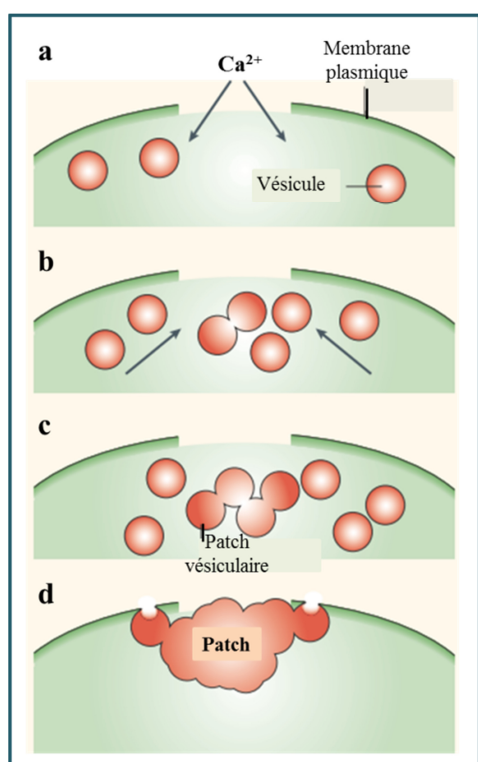 a
Ca²⁺
Membrane
plasmique
Vésicule
b
c
Patch
vésiculaire
d
Patch